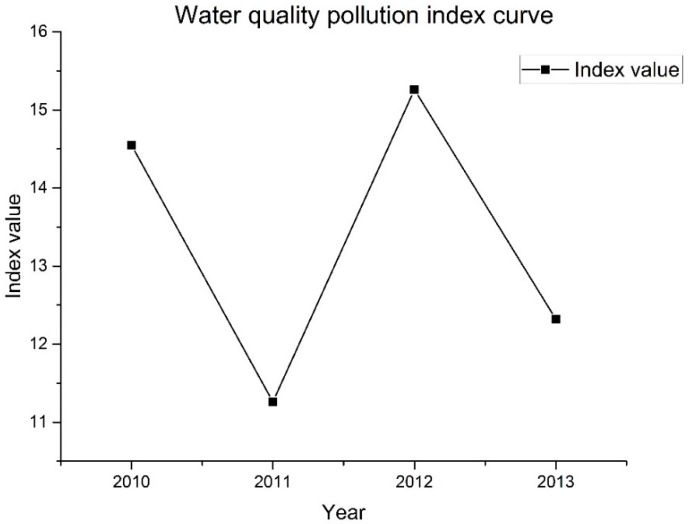 Water quality pollution index curve
Index value
16
15
14
13
12
11
Index value
2010 2011 2012 2013
Year